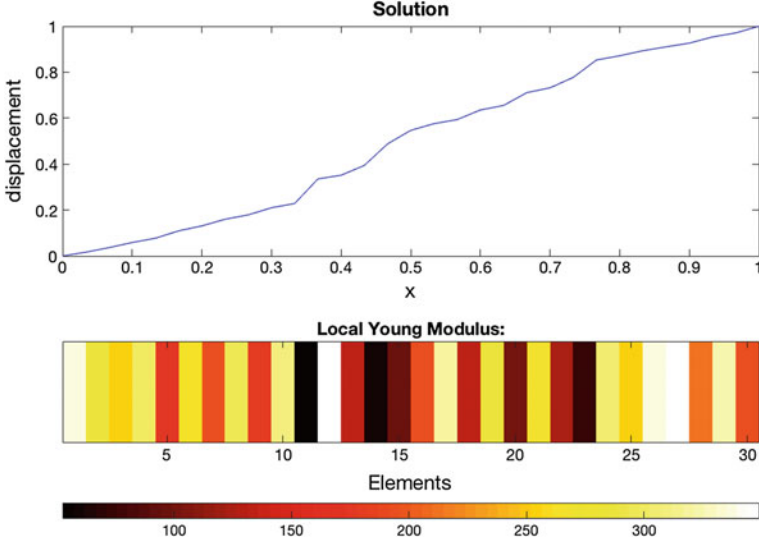 Solution
displacement
1
0.8
0.6
0.4
0.2
0
0 0.1 0.2 0.3 0.4 0.5 0.6 0.7 0.8 0.9 1
x
Local Young Modulus:
5 10 15 20 25 30
Elements
100 150 200 250 300